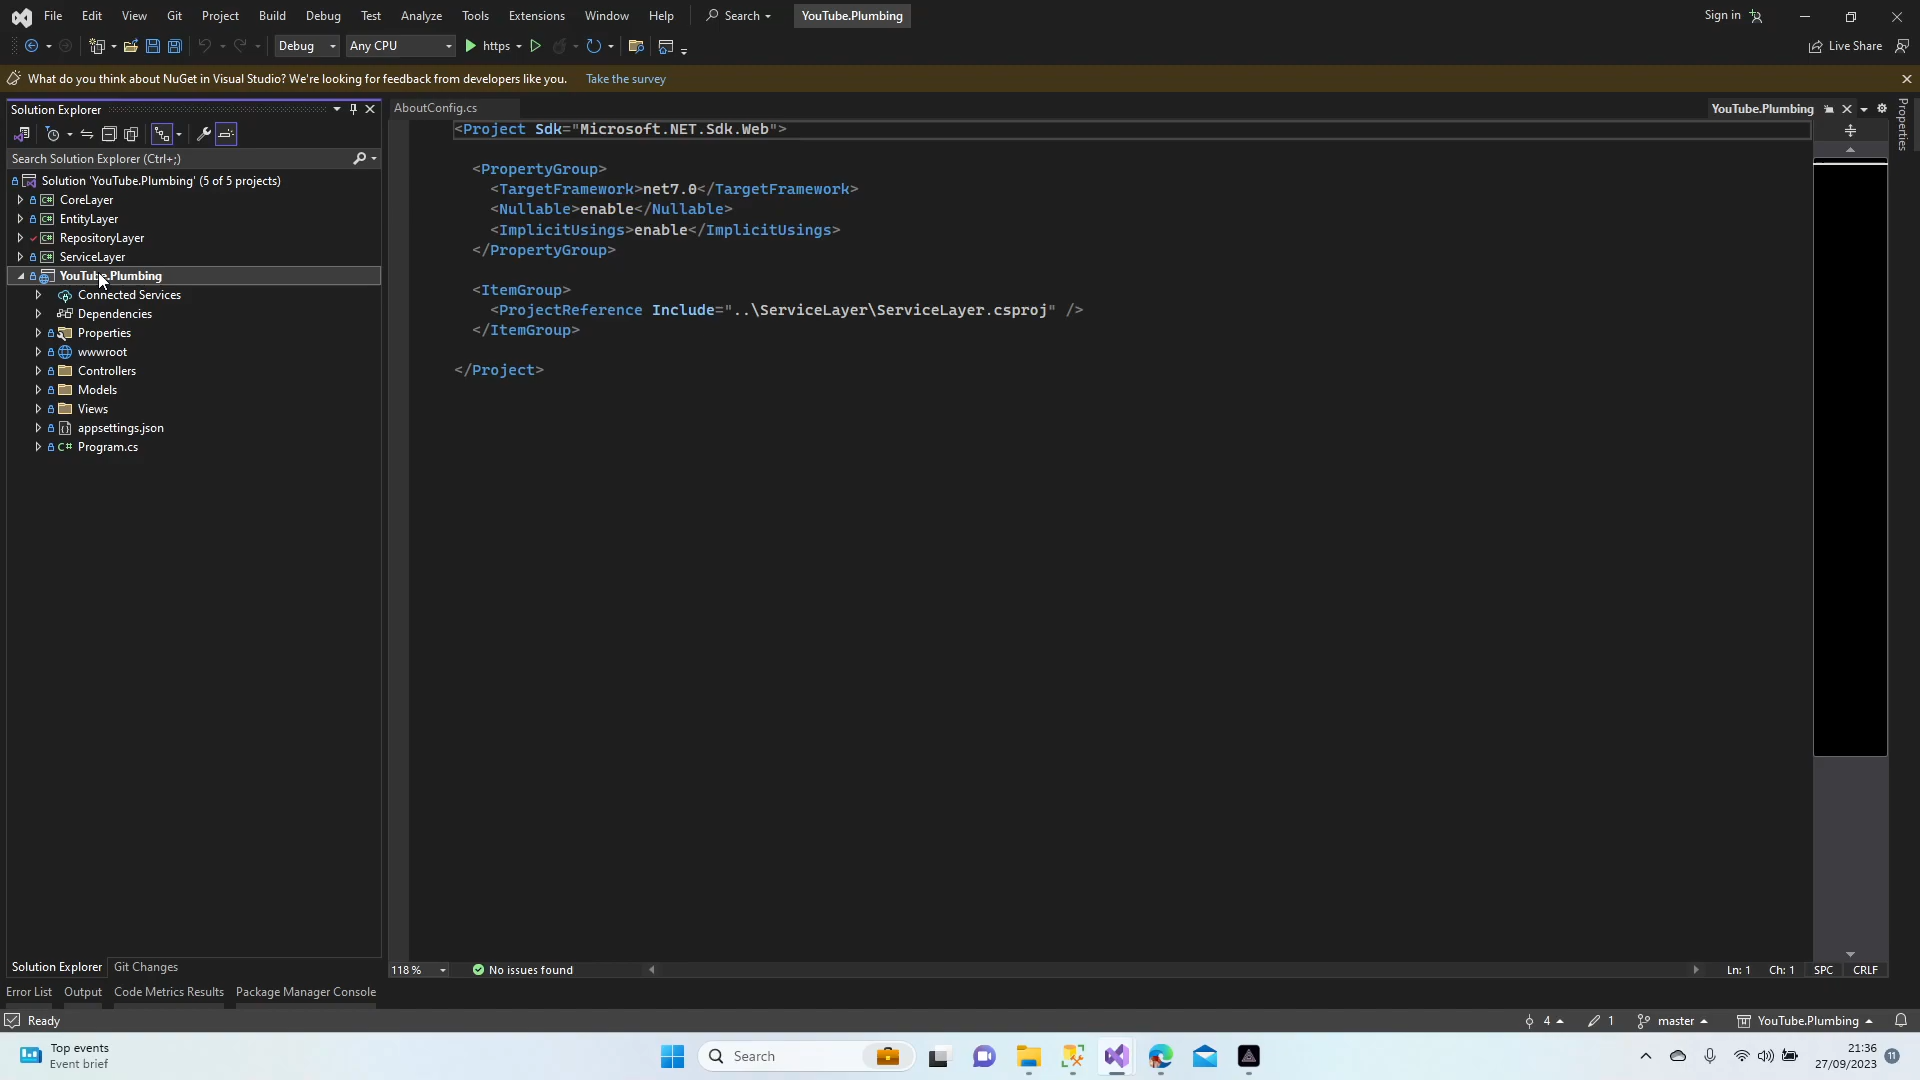 File Edit View Git Project Build Debug Test Analyze Tools Extensions Window Help Search YouTube.Plumbing Sign in
Debug Any CPU https Live Share
What do you think about NuGet in Visual Studio? We're looking for feedback from developers like you. Take the survey
Solution Explorer
Search Solution Explorer (Ctrl+;)
Solution 'YouTube.Plumbing' (5 of 5 projects)
CoreLayer
EntityLayer
RepositoryLayer
ServiceLayer
YouTube.Plumbing
Connected Services
Dependencies
Properties
wwwroot
Controllers
Models
Views
appsettings.json
C# Program.cs
Solution Explorer Git Changes
AboutConfig.cs YouTube.Plumbing
<Project Sdk="Microsoft.NET.Sdk.Web">
<PropertyGroup>
<TargetFramework>net7.0</TargetFramework>
<Nullable>enable</Nullable>
<ImplicitUsings>enable</ImplicitUsings>
</PropertyGroup>
<ItemGroup>
<ProjectReference Include="..\ServiceLayer\ServiceLayer.csproj" />
</ItemGroup>
</Project>
Properties
118 % No issues found Ln: 1 Ch: 1 SPC CRLF
Error List Output Code Metrics Results Package Manager Console
Ready 4 1 master YouTube.Plumbing
Top events
Event brief
Search
21:36
27/09/2023
11